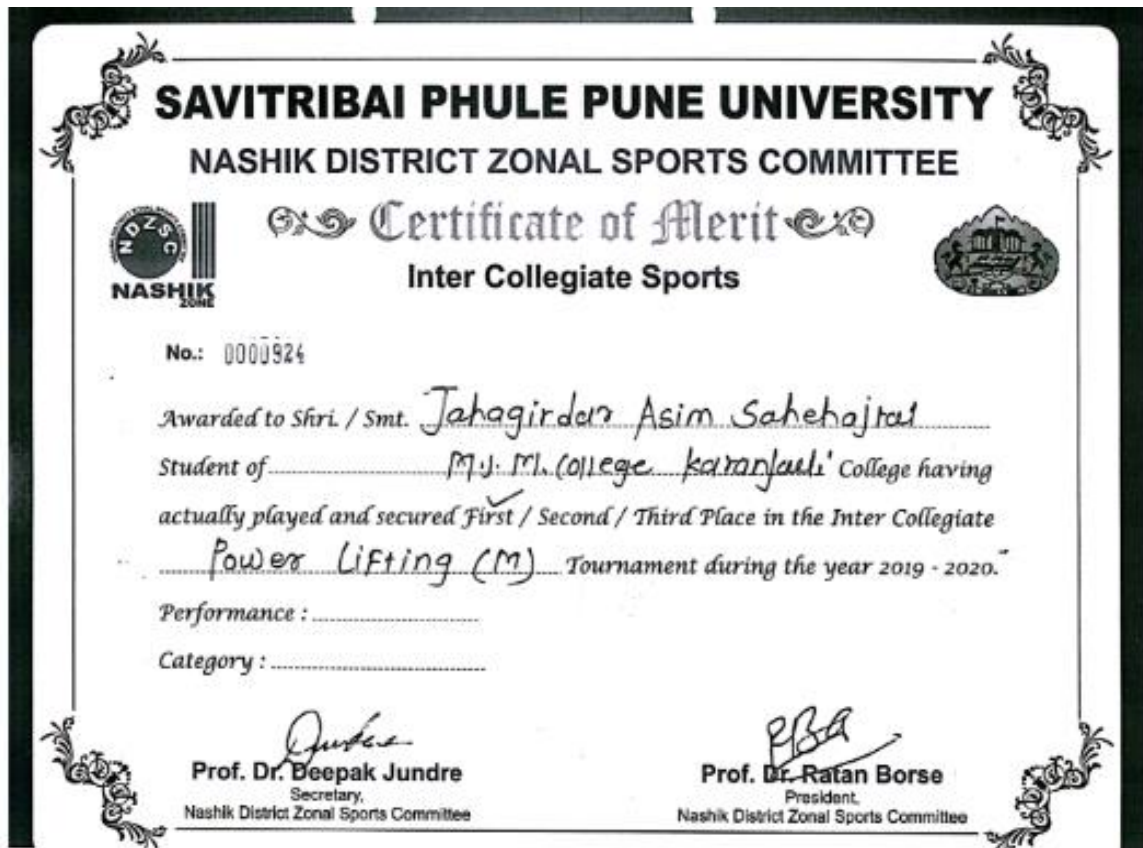 SAVITRIBAI PHULE PUNE UNIVERSITY
NASHIK DISTRICT ZONAL SPORTS COMMITTEE
Certificate of Merit
Inter Collegiate Sports
NDZSC
NASHIK
ZONE
No.: 0000924
Awarded to Shri. / Smt. Jahagirdar Asim
Student of M.J.M. College Karanjali College having
actually played and secured First / Second / Third Place in the Inter Collegiate
Power Lifting (M) Tournament during the year 2019 - 2020.
Performance :
Category :
Prof. Dr. Deepak Jundre
Secretary,
Nashik District Zonal Sports Committee
Prof. Dr. Ratan Borse
President,
Nashik District Zonal Sports Committee